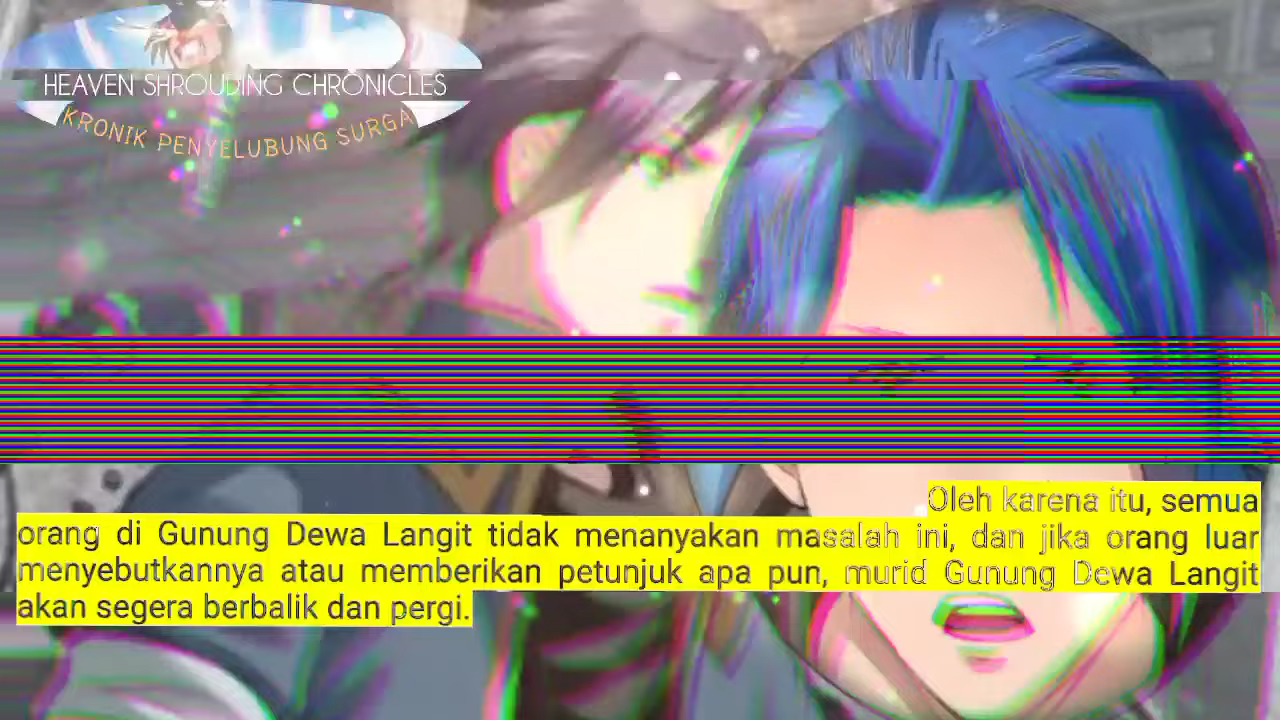 HEAVEN SHROUDING CHRONICLES
KRONIK PENYELUBUNG SURGA
Oleh karena itu, semua
orang di Gunung Dewa Langit tidak menanyakan masalah ini, dan jika orang luar
menyebutkannya atau memberikan petunjuk apa pun, murid Gunung Dewa Langit
akan segera berbalik dan pergi.